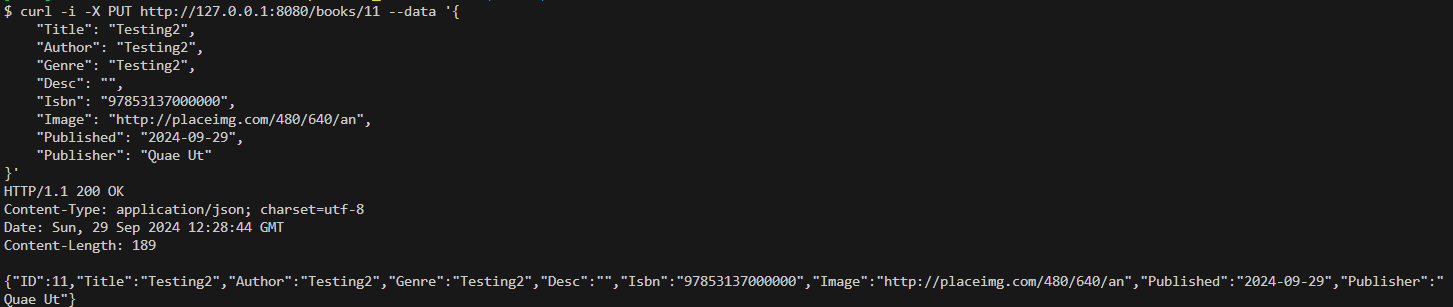 $ curl -i -X PUT http://127.0.0.1:8080/books/11 --data '{
    "Title": "Testing2",
    "Author": "Testing2",
    "Genre": "Testing2",
    "Desc": "",
    "Isbn": "97853137000000",
    "Image": "http://placeimg.com/480/640/an",
    "Published": "2024-09-29",
    "Publisher": "Quae Ut"
}'
HTTP/1.1 200 OK
Content-Type: application/json; charset=utf-8
Date: Sun, 29 Sep 2024 12:28:44 GMT
Content-Length: 189

{"ID":11,"Title":"Testing2","Author":"Testing2","Genre":"Testing2","Desc":"","Isbn":"97853137000000","Image":"http://placeimg.com/480/640/an","Published":"2024-09-29","Publisher":"
Quae Ut"}